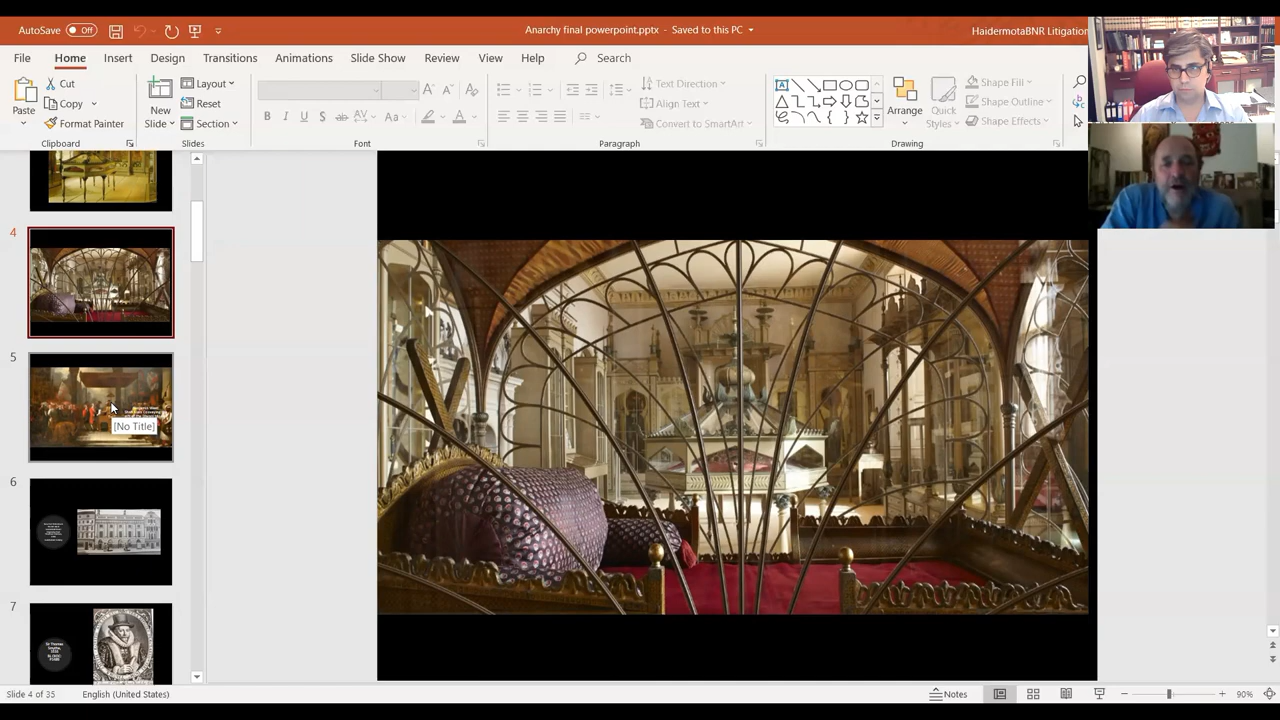 AutoSave
Off
Anarchy final powerpoint.pptx - Saved to this PC
HaidermotaBNR Litigation
File
Home
Insert
Design
Transitions
Animations
Slide Show
Review
View
Help
Search
Paste
Cut
Copy
Format Painter
Clipboard
New
Slide
Layout
Reset
Section
Slides
Font
Text Direction
Align Text
Convert to SmartArt
Paragraph
Arrange
Quick
Styles
Shape Fill
Shape Outline
Shape Effects
Drawing
4
5
[No Title]
6
7
Sir Thomas
Smythe,
Slide 4 of 35
English (United States)
Notes
90%